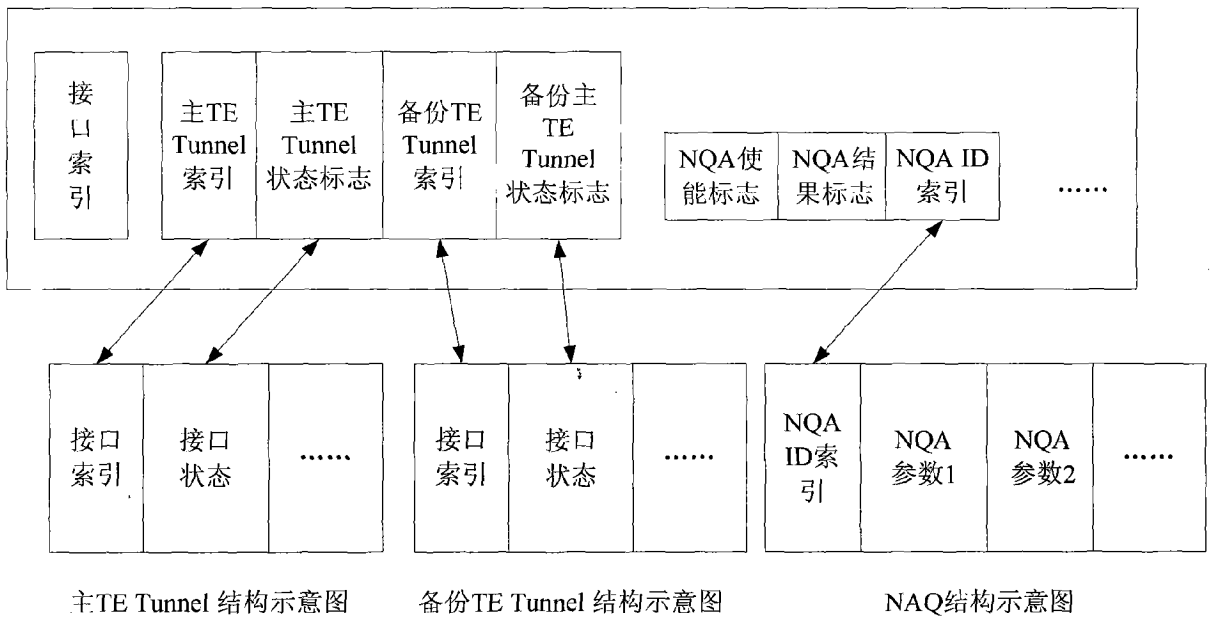 接
口
索
引
主TE
Tunnel
索引
主TE
Tunnel
状态标志
备份TE
Tunnel
索引
备份主
TE
Tunnel
状态标志
NQA使
能标志
NQA结
果标志
NQA ID
索引
……
接口
索引
接口
状态
……
接口
索引
接口
状态
……
NQA
ID索
引
NQA
参数1
NQA
参数2
……
主TE Tunnel 结构示意图
备份TE Tunnel 结构示意图
NAQ结构示意图